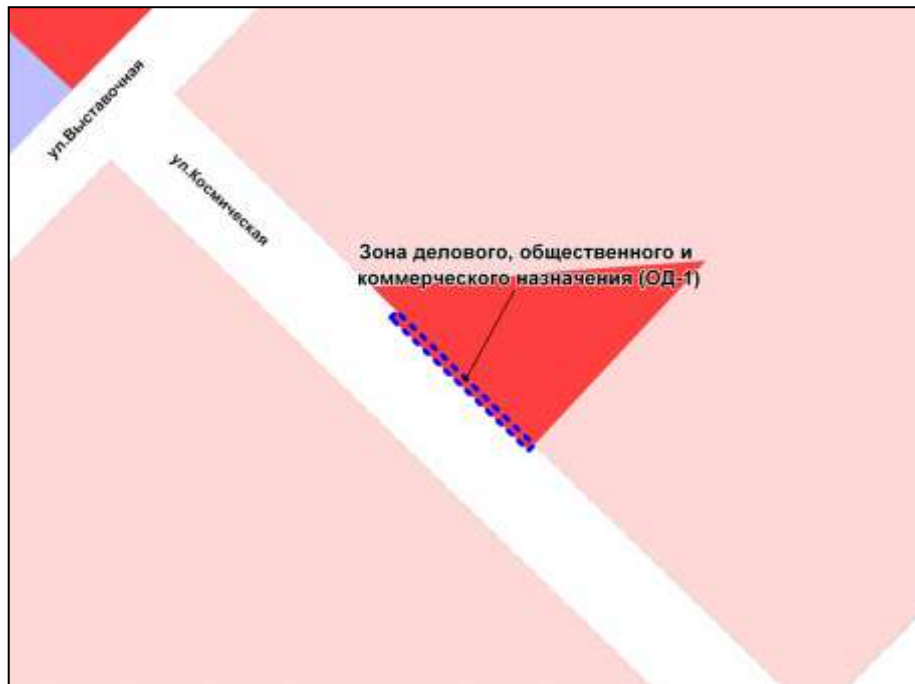 ул.Выставочная
ул.Космическая
Зона делового, общественного и
коммерческого назначения (ОД-1)